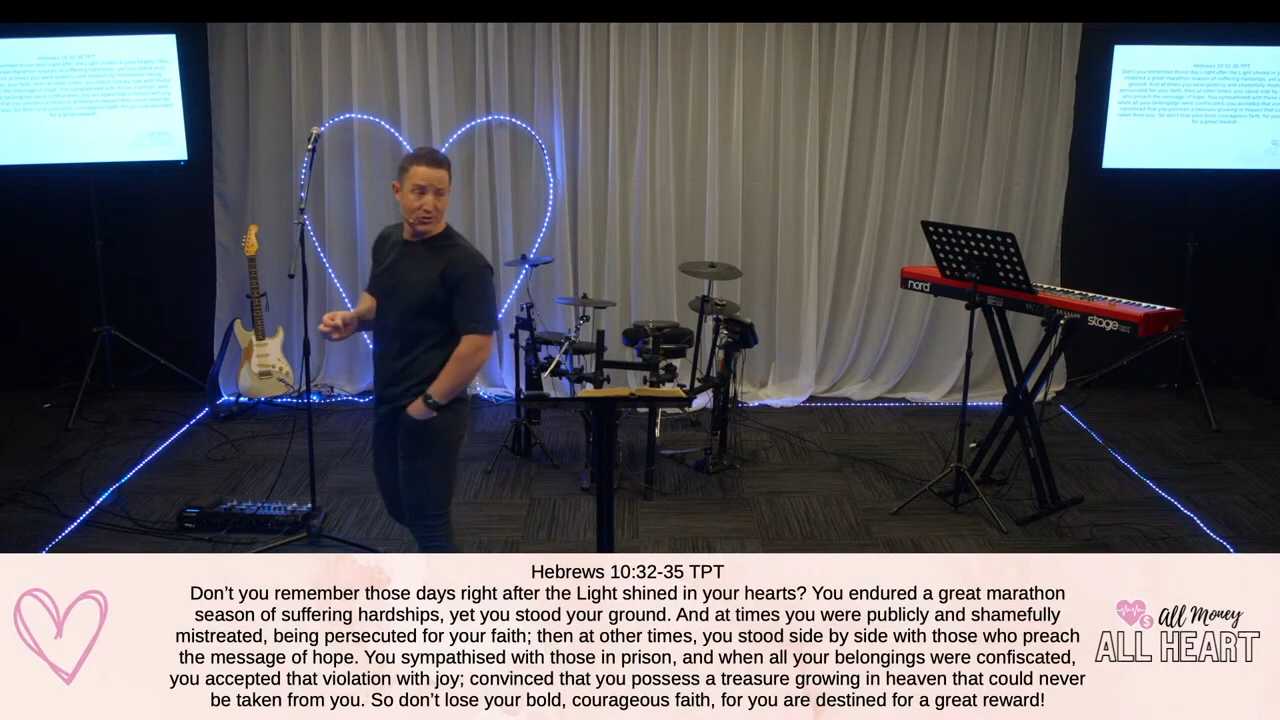 Hebrews 10:32-35 TPT
nord
stage
Hebrews 10:32-35 TPT
Don't you remember those days right after the Light shined in your hearts? You endured a great marathon
season of suffering hardships, yet you stood your ground. And at times you were publicly and shamefully
mistreated, being persecuted for your faith; then at other times, you stood side by side with those who preach
the message of hope. You sympathised with those in prison, and when all your belongings were confiscated,
you accepted that violation with joy; convinced that you possess a treasure growing in heaven that could never
be taken from you. So don't lose your bold, courageous faith, for you are destined for a great reward!
$ All Money
ALL HEART